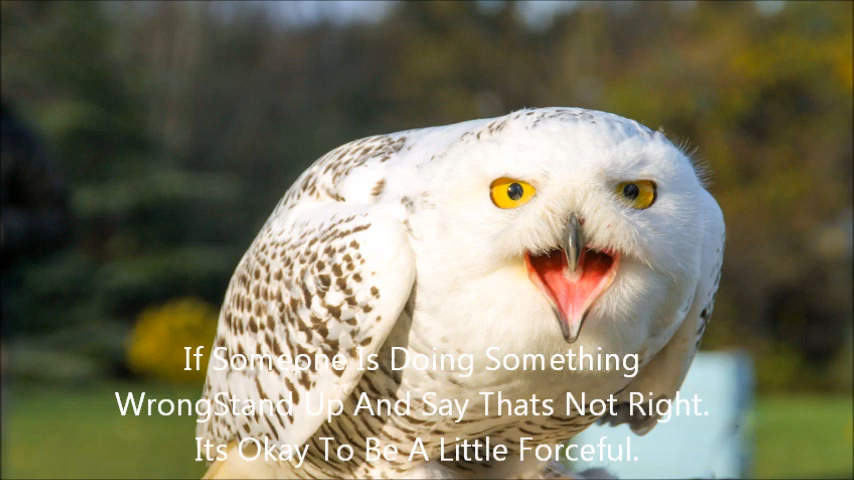 If Someone Is Doing Something
WrongStand Up And Say Thats Not Right.
Its Okay To Be A Little Forceful.